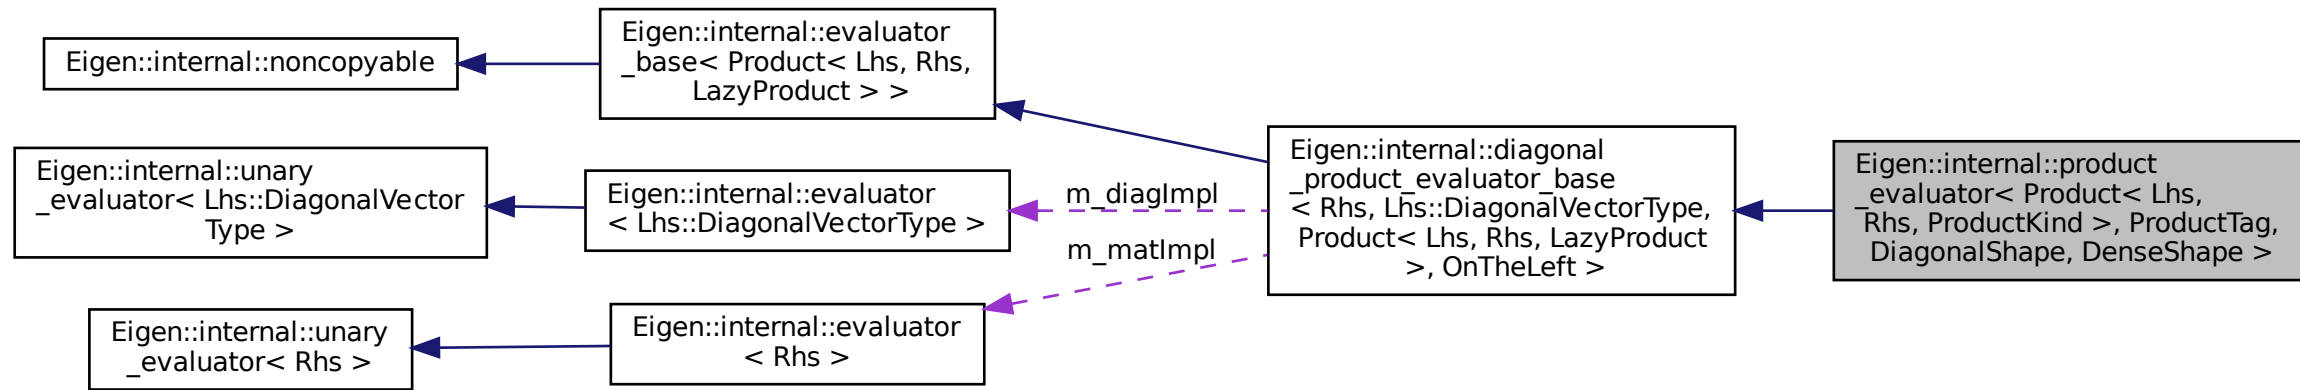 Eigen::internal::noncopyable
Eigen::internal::evaluator
_base< Product< Lhs, Rhs,
LazyProduct > >
Eigen::internal::unary
_evaluator< Lhs::DiagonalVector
Type >
Eigen::internal::evaluator
< Lhs::DiagonalVectorType >
Eigen::internal::unary
_evaluator< Rhs >
Eigen::internal::evaluator
< Rhs >
m_diagImpl
m_matImpl
Eigen::internal::diagonal
_product_evaluator_base
< Rhs, Lhs::DiagonalVectorType,
Product< Lhs, Rhs, LazyProduct
>, OnTheLeft >
Eigen::internal::product
_evaluator< Product< Lhs,
Rhs, ProductKind >, ProductTag,
DiagonalShape, DenseShape >